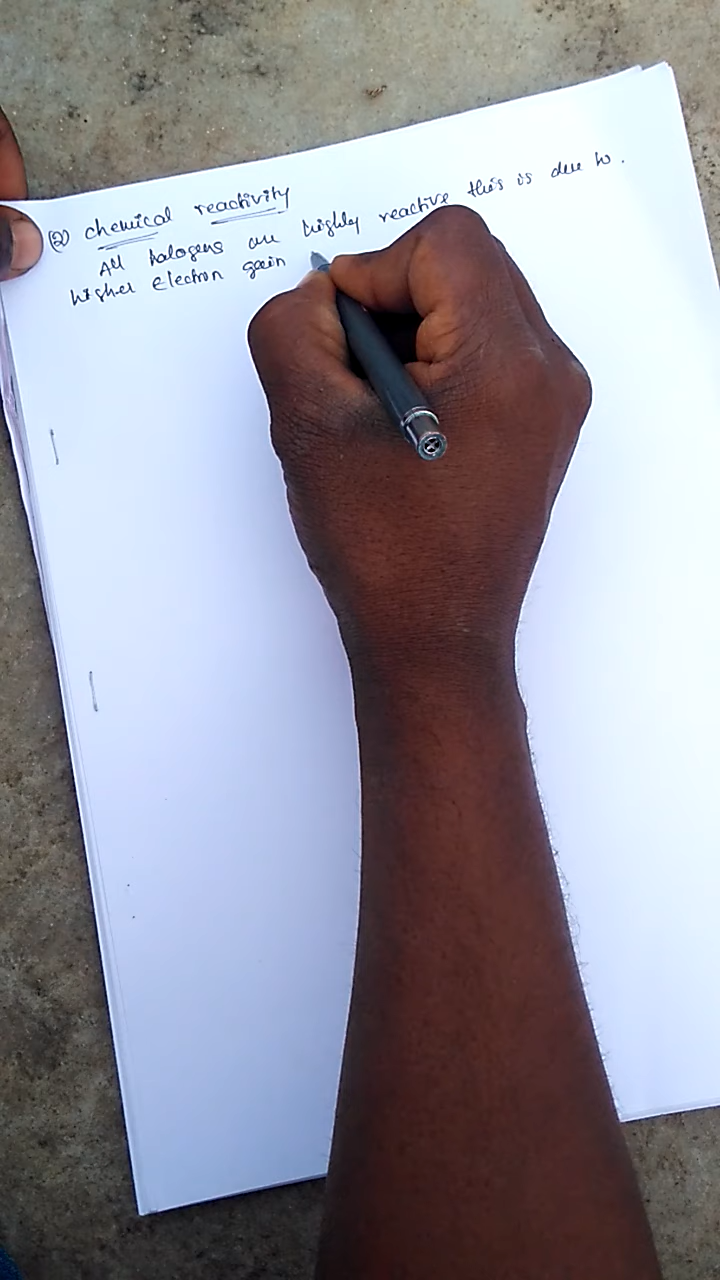 (2) chemical reactivity
All halogens are highly reactive this is due to.
higher electron gain